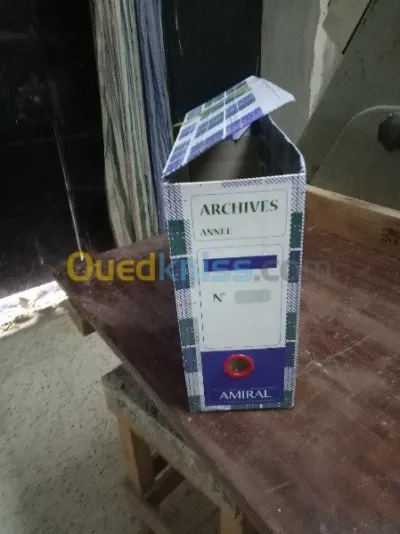 ARCHIVES
ANNEE
Ouedkniss.com
N°
AMIRAL